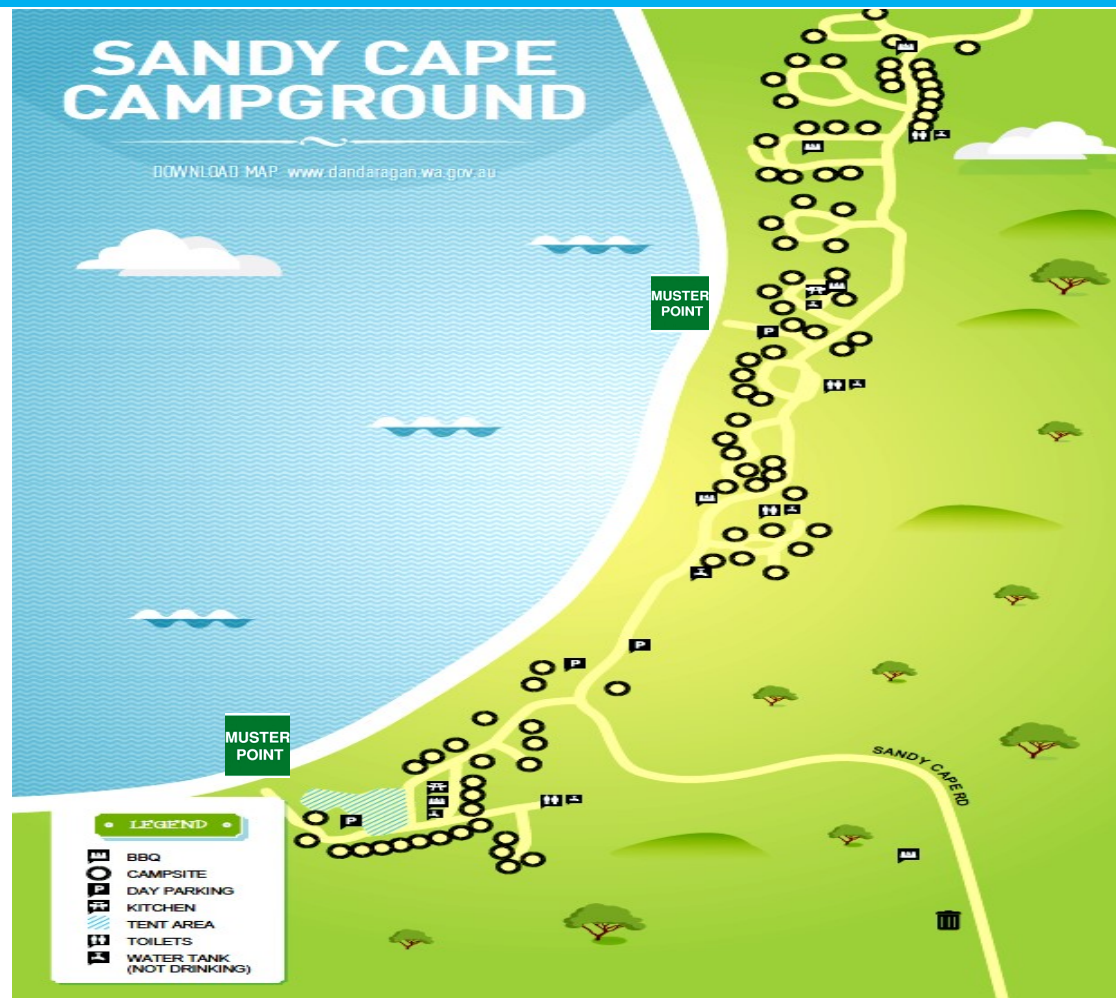 SANDY CAPE
CAMPGROUND
DOWNLOAD MAP www.dandaragan.wa.gov.au
MUSTER
POINT
P
P
P
MUSTER
POINT
SANDY CAPE RD
P
LEGEND
BBQ
CAMPSITE
P DAY PARKING
KITCHEN
TENT AREA
TOILETS
WATER TANK
(NOT DRINKING)